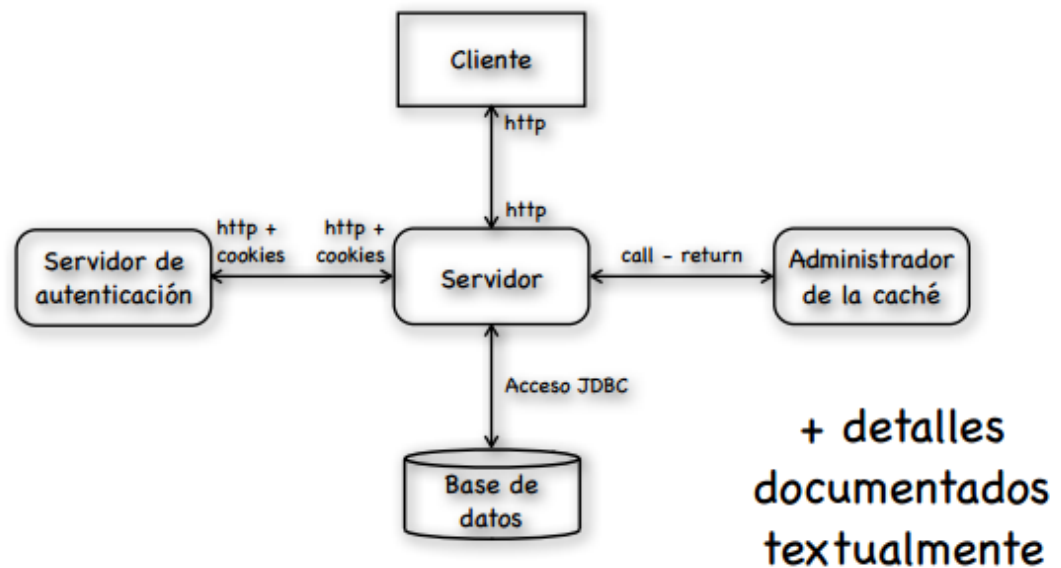 Cliente
http
http
http +
cookies
http +
cookies
Servidor de
autenticación
Servidor
call - return
Administrador
de la caché
Acceso JDBC
Base de
datos
+ detalles
documentados
textualmente